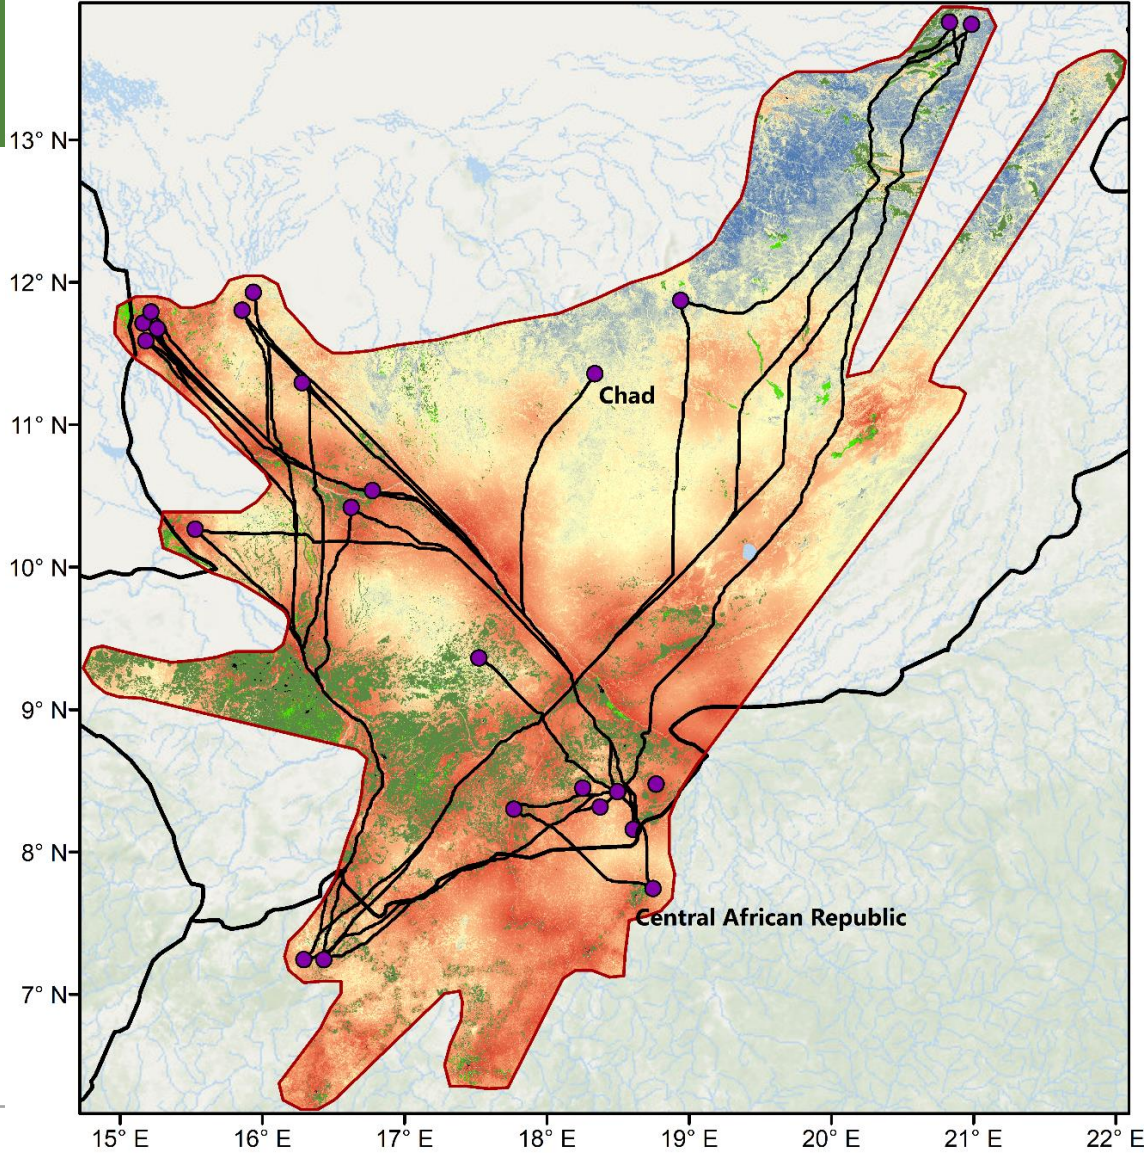 13° N
12° N
11° N
10° N
9° N
8° N
7° N
Chad
Central African Republic
15° E
16° E
17° E
18° E
19° E
20° E
21° E
22° E